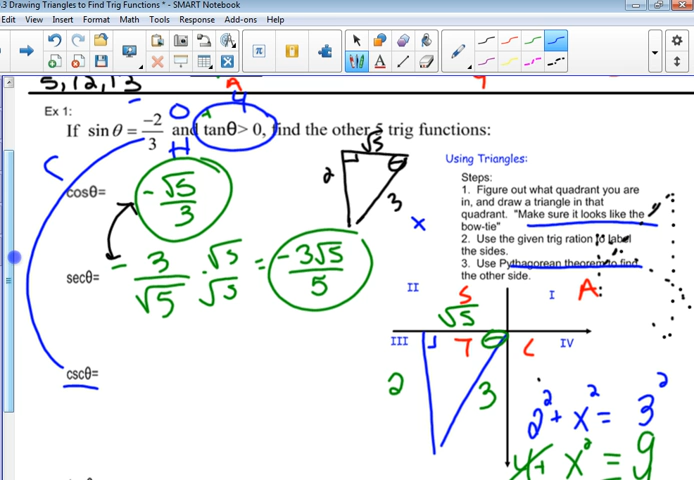 .3 Drawing Triangles to Find Trig Functions * - SMART Notebook
View Insert Format Math Tools Response Add-ons Help
5, 12, 13
A
4
Ex 1:
O
A
H
If sin θ = -2/3 and tanθ > 0, find the other 5 trig functions:
C
cosθ= -√5/3
secθ= -3/√5 · √5/√5 = -3√5/5
cscθ=
√5
2
θ
3
x
Using Triangles:
Steps:
1. Figure out what quadrant you are
in, and draw a triangle in that
quadrant. "Make sure it looks like the
bow-tie"
2. Use the given trig ration to label
the sides.
3. Use Pythagorean theorem to find
the other side.
II
S
I
A
√5
III
T
θ
C
IV
2
3
2² + x² = 3²
4 + x² = 9